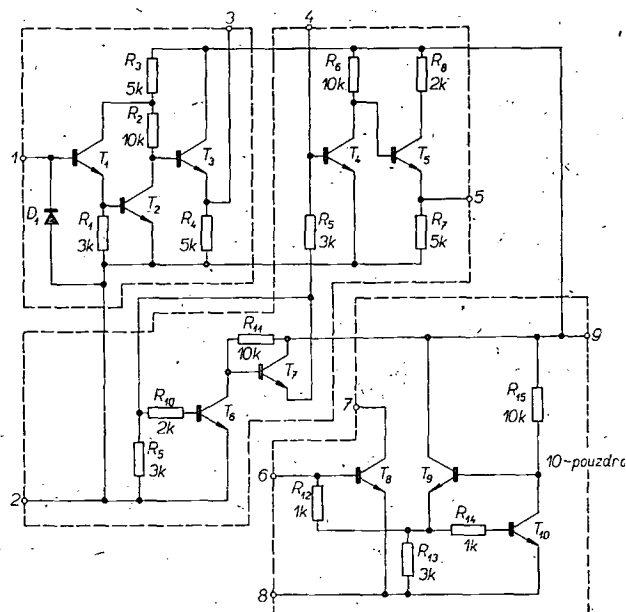 3
4
R3
5k
R6
10k
R8
2k
R2
10k
1
T1
T3
T4
T5
D1
T2
R1
3k
R4
5k
R5
3k
R7
5k
5
R11
10k
9
T7
R10
2k
T6
7
R15
10k
R5
3k
6
T8
T9
10-pouzdro
2
R12
1k
R14
1k
T10
R13
3k
8